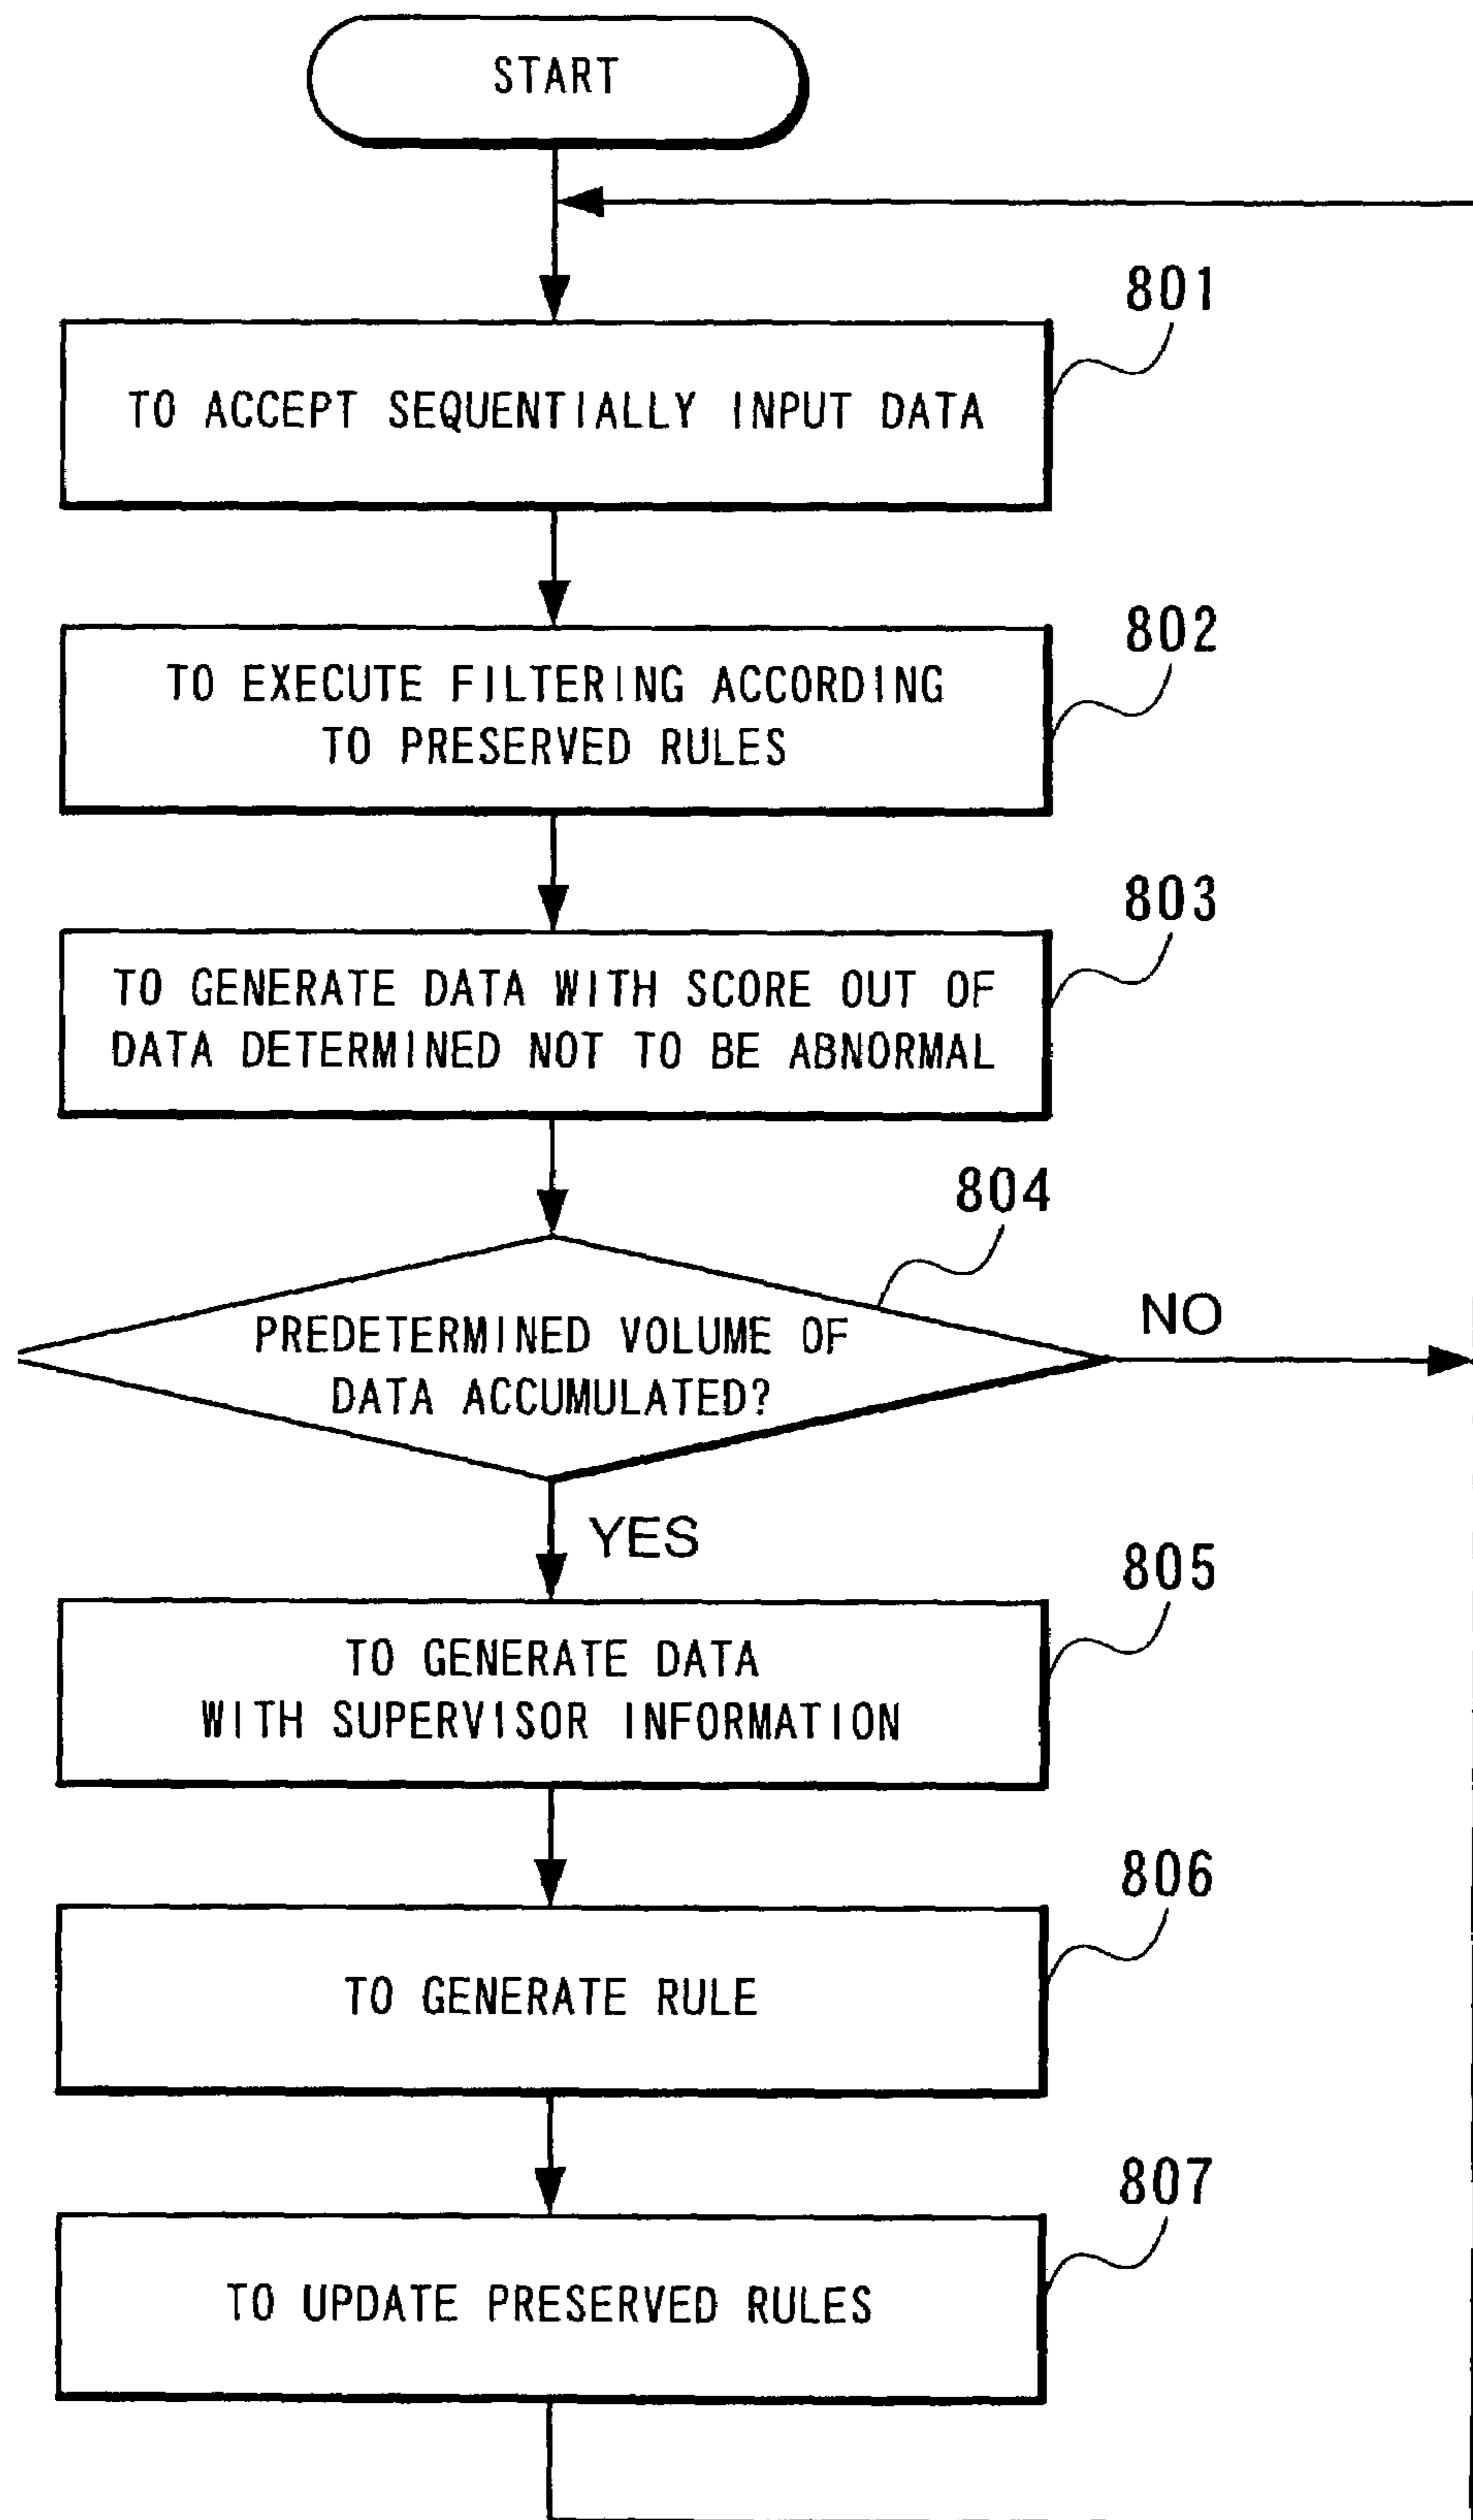 START
801
TO ACCEPT SEQUENTIALLY INPUT DATA
802
TO EXECUTE FILTERING ACCORDING
TO PRESERVED RULES
803
TO GENERATE DATA WITH SCORE OUT OF
DATA DETERMINED NOT TO BE ABNORMAL
804
PREDETERMINED VOLUME OF
DATA ACCUMULATED?
NO
YES
805
TO GENERATE DATA
WITH SUPERVISOR INFORMATION
806
TO GENERATE RULE
807
TO UPDATE PRESERVED RULES